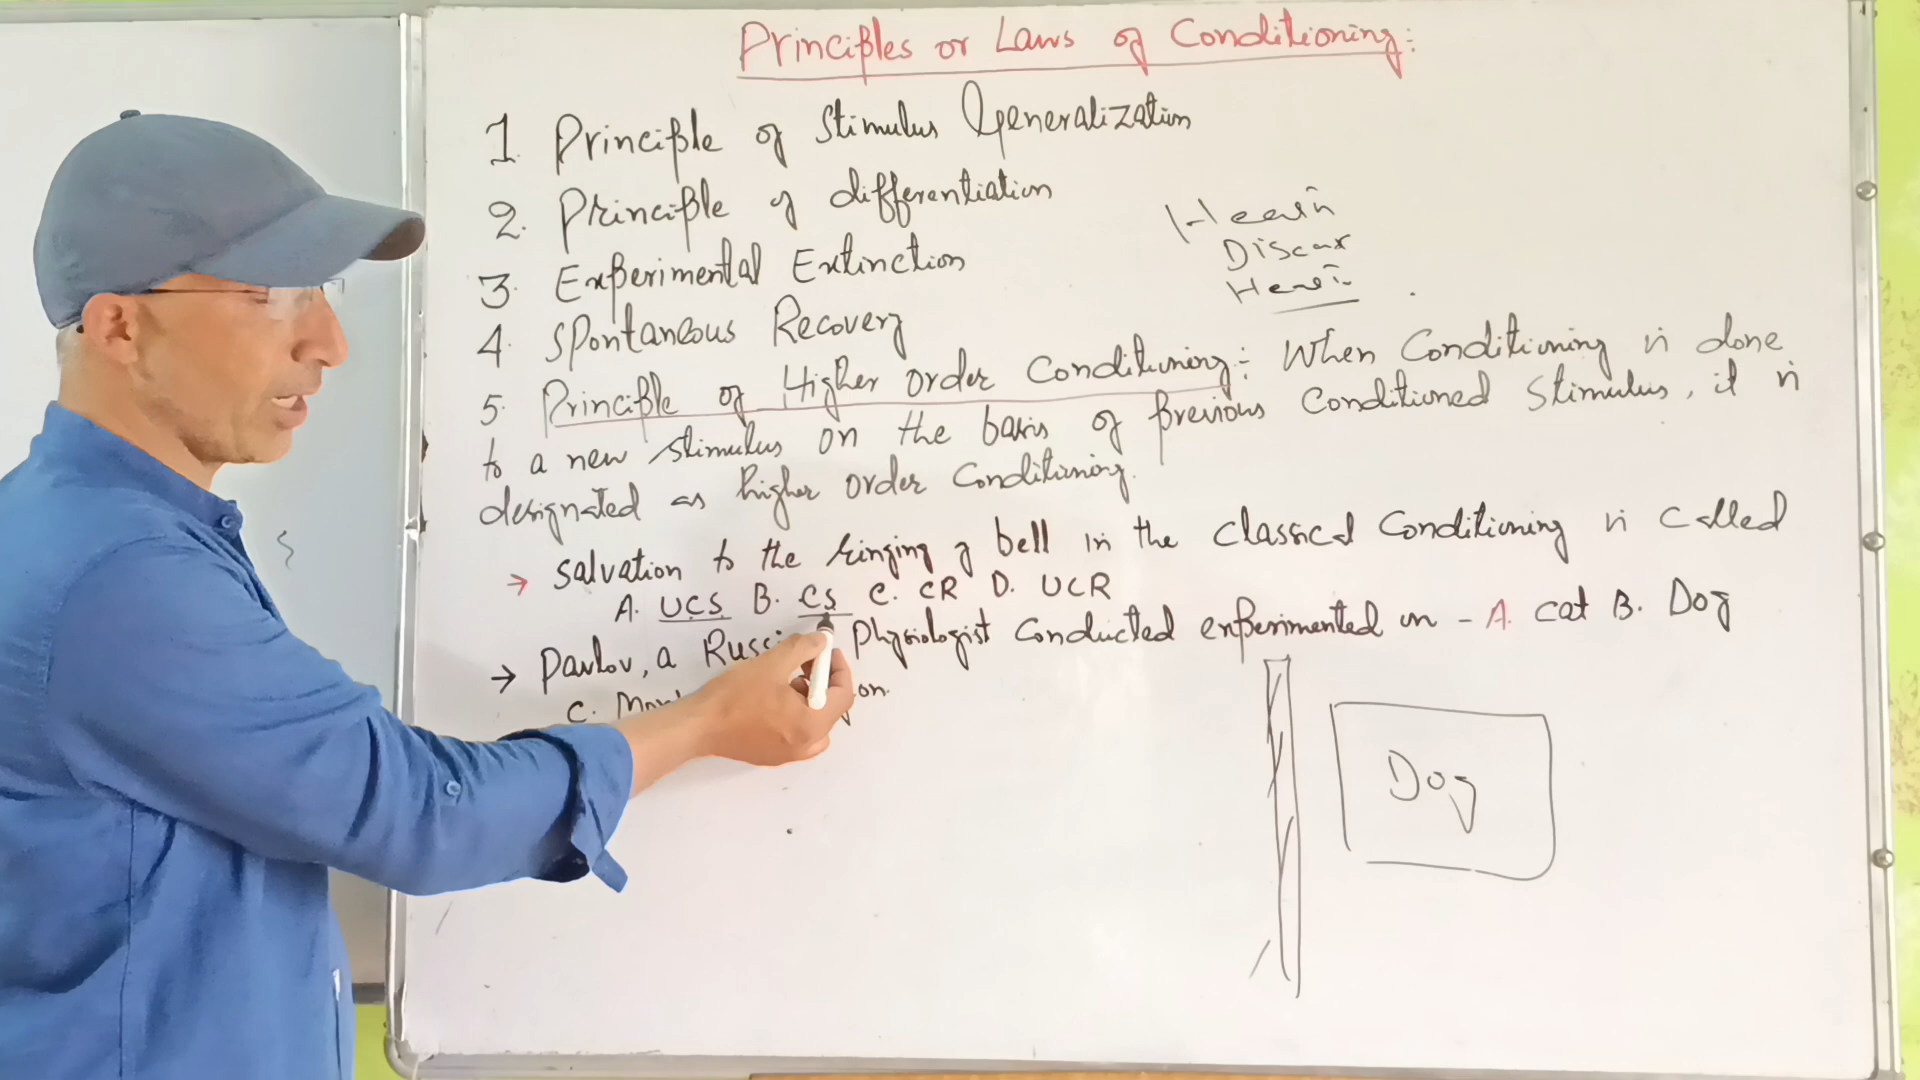 Principles or Laws of Conditioning:
1. Principle of Stimulus Generalization
2. Principle of differentiation
3. Experimental Extinction
4. Spontaneous Recovery
5. Principle of Higher order Conditioning: When Conditioning is done
to a new stimulus on the basis of previous Conditioned Stimulus, it is
designated as higher order Conditioning.
→ Salvation to the ringing of bell in the classical Conditioning is called
A. UCS B. CS C. CR D. UCR
→ Pavlov, a Physiologist Conducted experimented on - A. cat B. Dog
C.
Dog